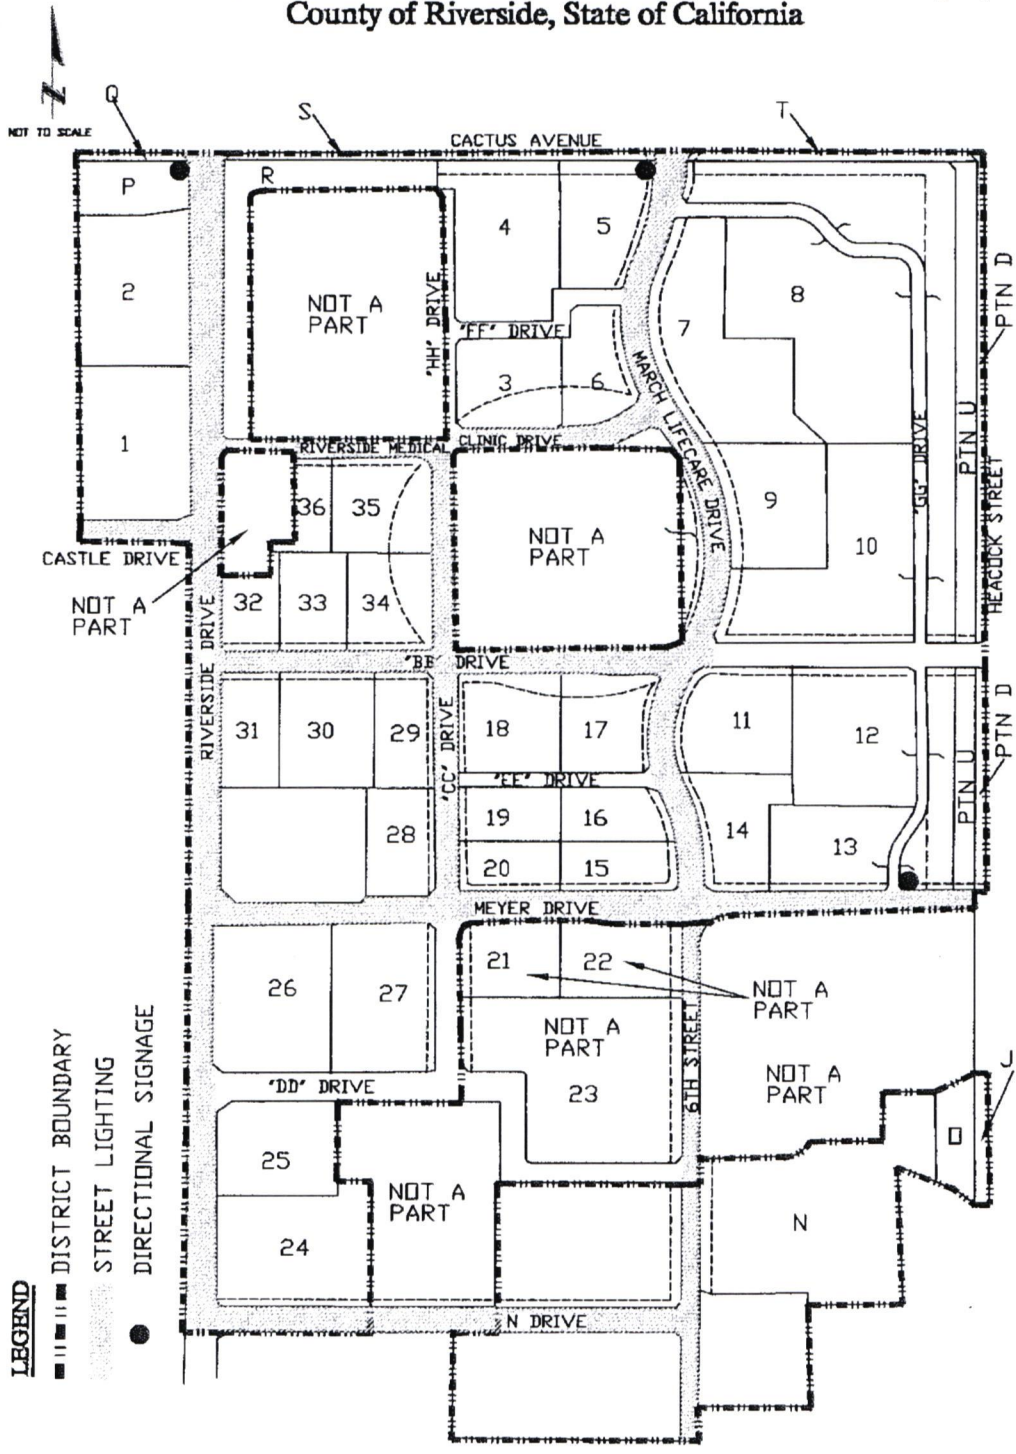 County of Riverside, State of California
N
NOT TO SCALE
Q
S
T
CACTUS AVENUE
P
R
2
1
NOT A
PART
4
5
"HH" DRIVE
"FF" DRIVE
3
6
7
8
MARCH LIFECARE DRIVE
RIVERSIDE MEDICAL CLINIC DRIVE
"GG" DRIVE
PTN U
PTN D
HEACOCK STREET
CASTLE DRIVE
NOT A
PART
36
35
32
33
34
NOT A
PART
9
10
RIVERSIDE DRIVE
"BB" DRIVE
31
30
29
28
"CC" DRIVE
18
17
"EE" DRIVE
19
16
20
15
11
12
14
13
PTN U
PTN D
MEYER DRIVE
26
27
21
22
NOT A
PART
NOT A
PART
23
6TH STREET
NOT A
PART
J
O
"DD" DRIVE
25
24
NOT A
PART
N
N DRIVE
LEGEND
DISTRICT BOUNDARY
STREET LIGHTING
DIRECTIONAL SIGNAGE